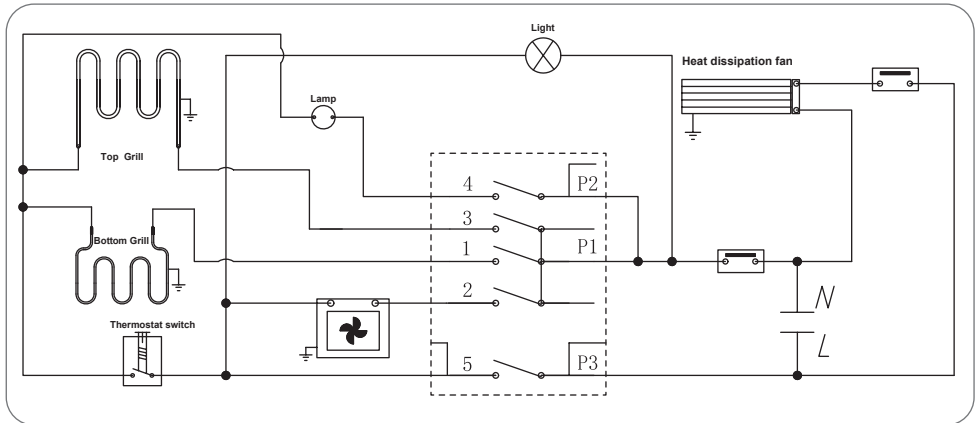 Light
Heat dissipation fan
Lamp
Top Grill
4
P2
3
Bottom Grill
1
P1
2
N
Thermostat switch
L
5
P3